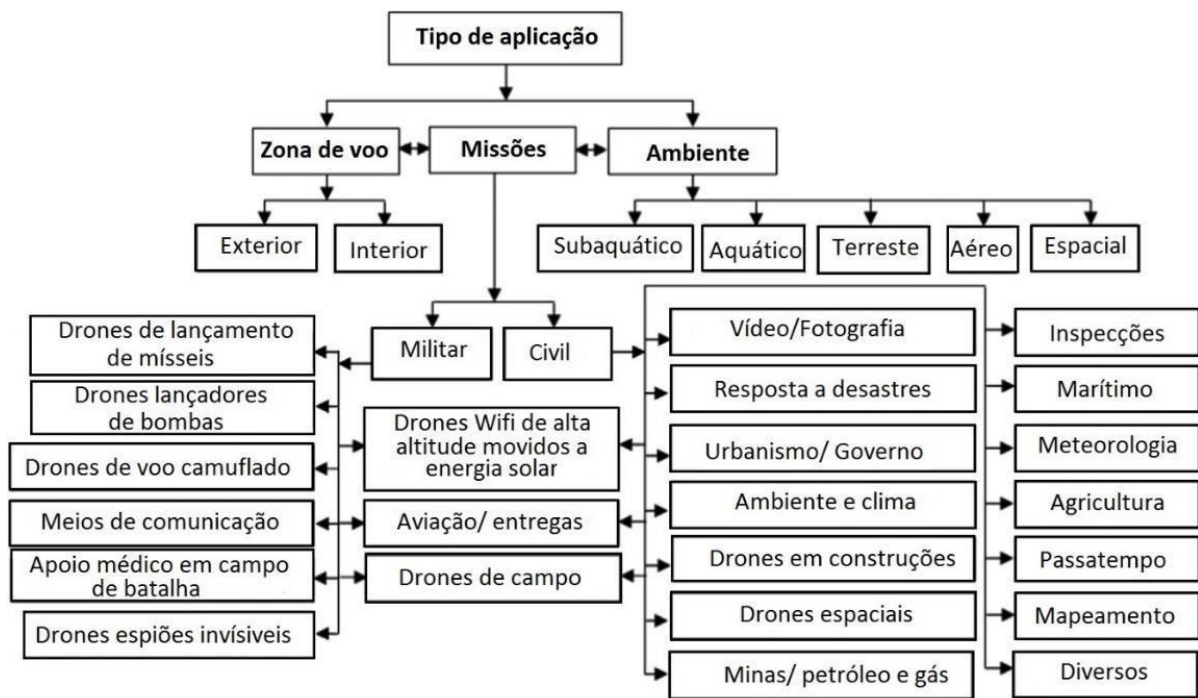 Tipo de aplicação
Zona de voo
Missões
Ambiente
Exterior
Interior
Subaquático
Aquático
Terreste
Aéreo
Espacial
Drones de lançamento
de mísseis
Drones lançadores
de bombas
Drones de voo camuflado
Meios de comunicação
Apoio médico em campo
de batalha
Drones espiões invísiveis
Militar
Civil
Drones Wifi de alta
altitude movidos a
energia solar
Aviação/ entregas
Drones de campo
Vídeo/Fotografia
Resposta a desastres
Urbanismo/ Governo
Ambiente e clima
Drones em construções
Drones espaciais
Minas/ petróleo e gás
Inspecções
Marítimo
Meteorologia
Agricultura
Passatempo
Mapeamento
Diversos